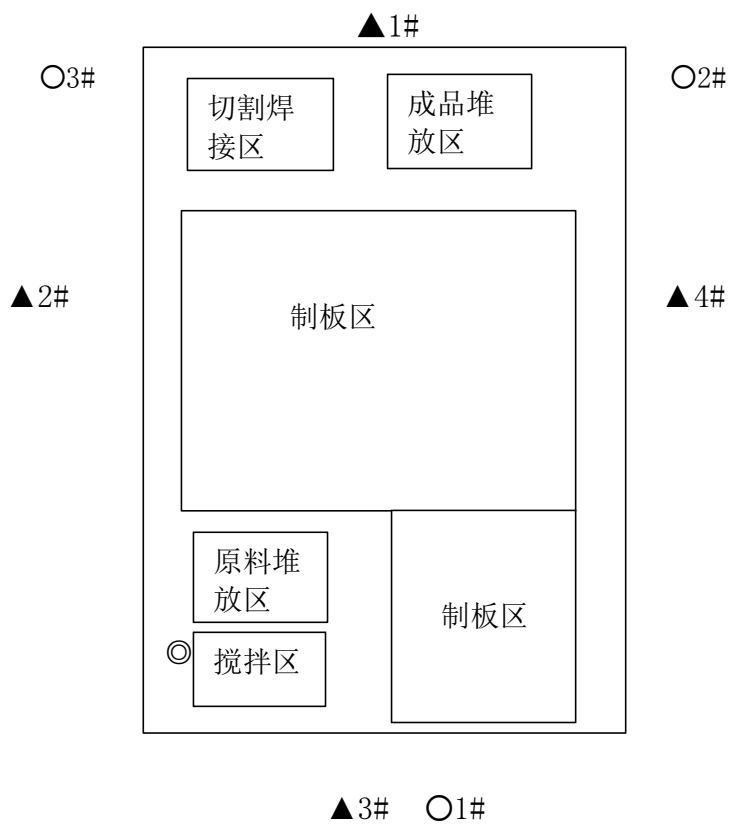 ▲1#
○3#
○2#
切割焊
接区
成品堆
放区
▲2#
▲4#
制板区
原料堆
放区
制板区
◎
搅拌区
▲3# ○1#